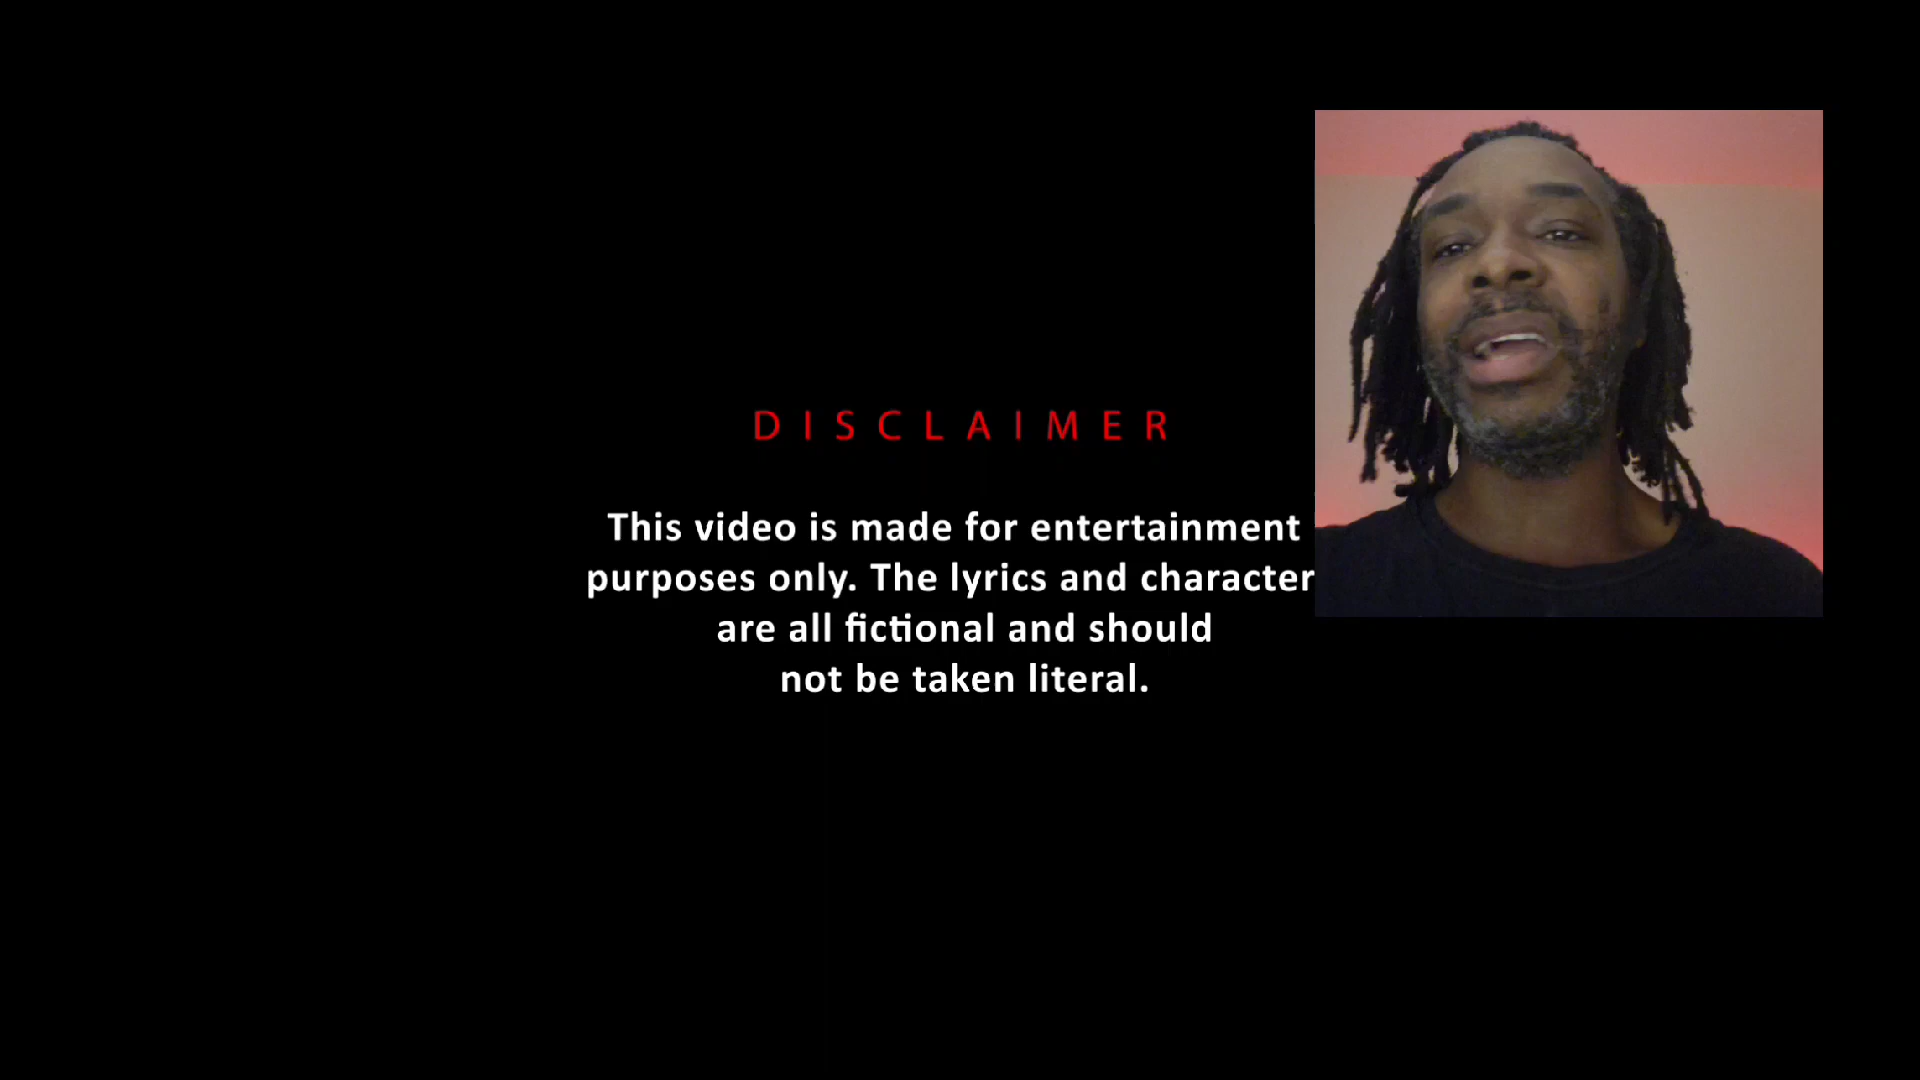 DISCLAIMER
This video is made for entertainment
purposes only. The lyrics and character
are all fictional and should
not be taken literal.